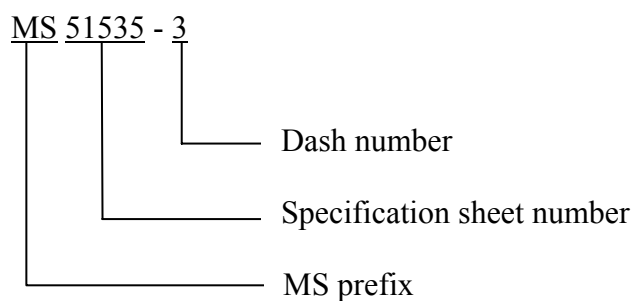 MS 51535 - 3
Dash number
Specification sheet number
MS prefix